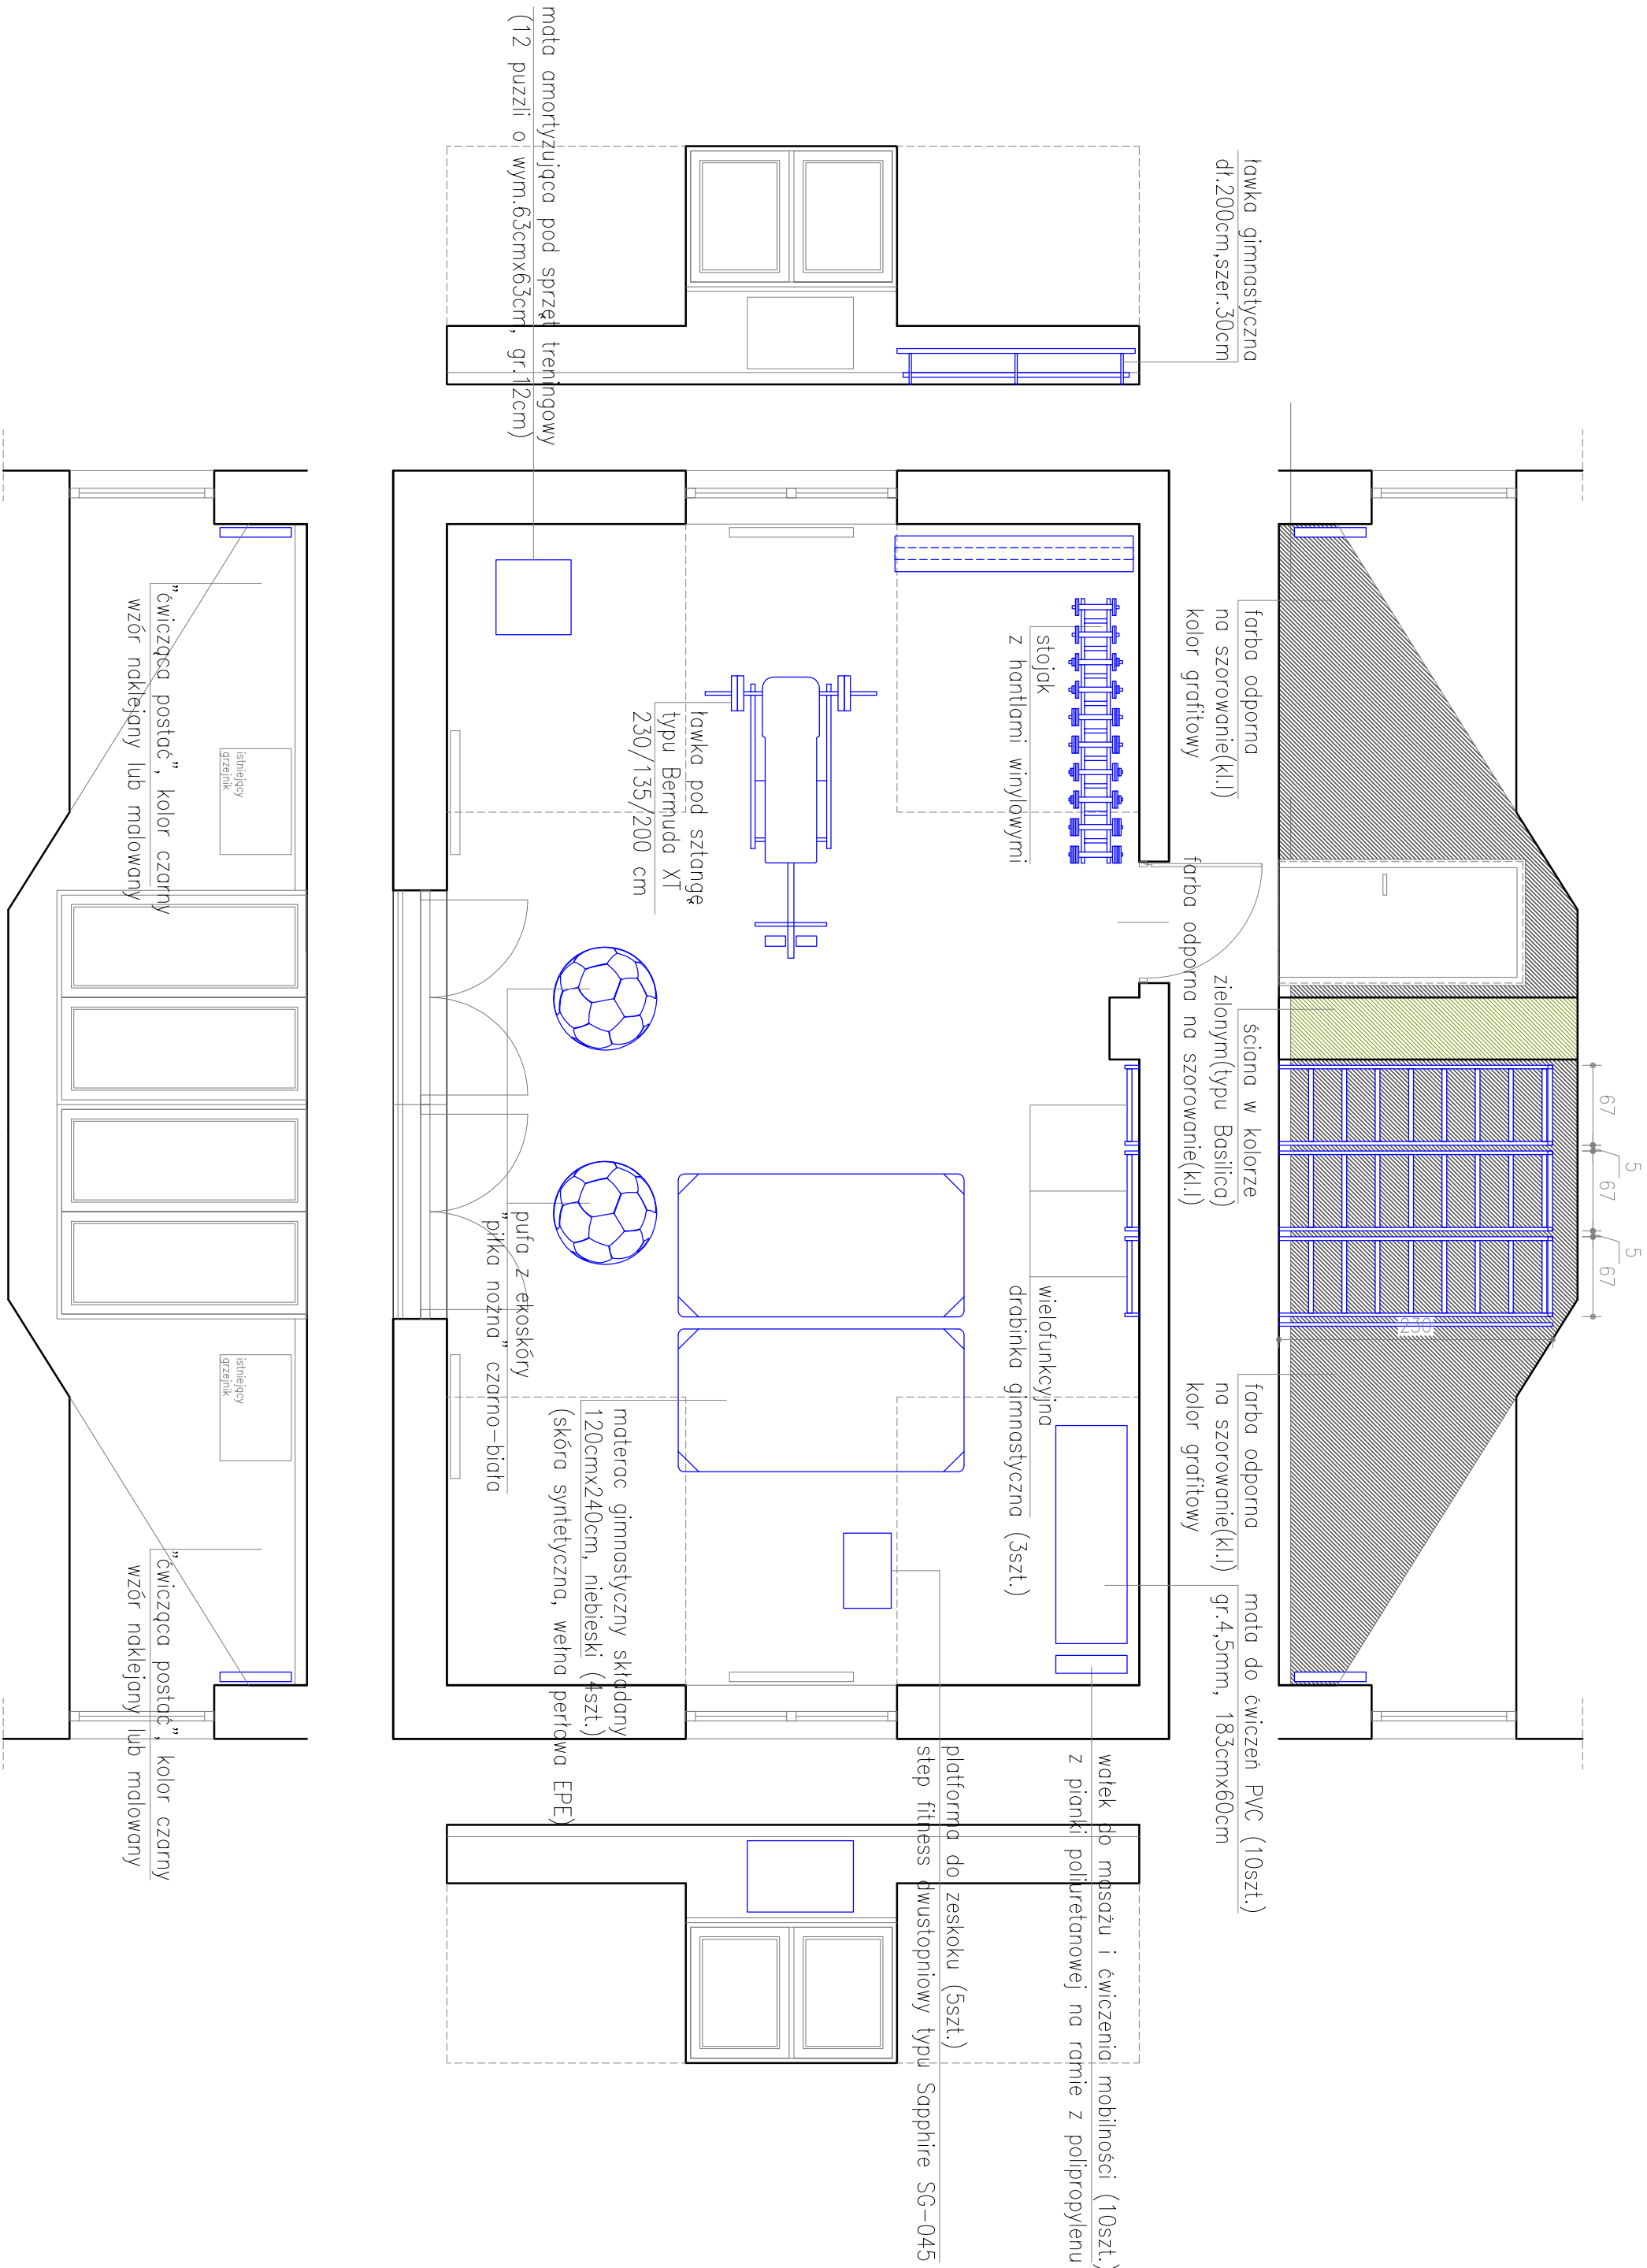 67
5
67
5
67
230
ławka gimnastyczna
dł.200cm,szer.30cm
farba odporna
na szorowanie(kl.I)
kolor grafitowy
ściana w kolorze
zielonym(typu Basilica)
farba odporna na szorowanie(kl.I)
farba odporna
na szorowanie(kl.I)
kolor grafitowy
mata do ćwiczeń PVC (10szt.)
gr.4,5mm, 183cmx60cm
wałek do masażu i ćwiczenia mobilności (10szt.)
z pianki poliuretanowej na ramie z polipropylenu
stojak
z hantlami winylowymi
wielofunkcyjna
drabinka gimnastyczna (3szt.)
platforma do zeskoku (5szt.)
step fitness dwustopniowy typu Sapphire SG-045
ławka pod sztangę
typu Bermuda XT
230/135/200 cm
materac gimnastyczny składany
120cmx240cm, niebieski (4szt.)
(skóra syntetyczna, wełna perłowa EPE)
mata amortyzująca pod sprzęt treningowy
(12 puzzli o wym.63cmx63cm, gr.12cm)
pufa z ekoskóry
"piłka nożna" czarno-biała
istniejący
grzejnik
istniejący
grzejnik
"ćwicząca postać", kolor czarny
wzór naklejany lub malowany
"ćwicząca postać", kolor czarny
wzór naklejany lub malowany